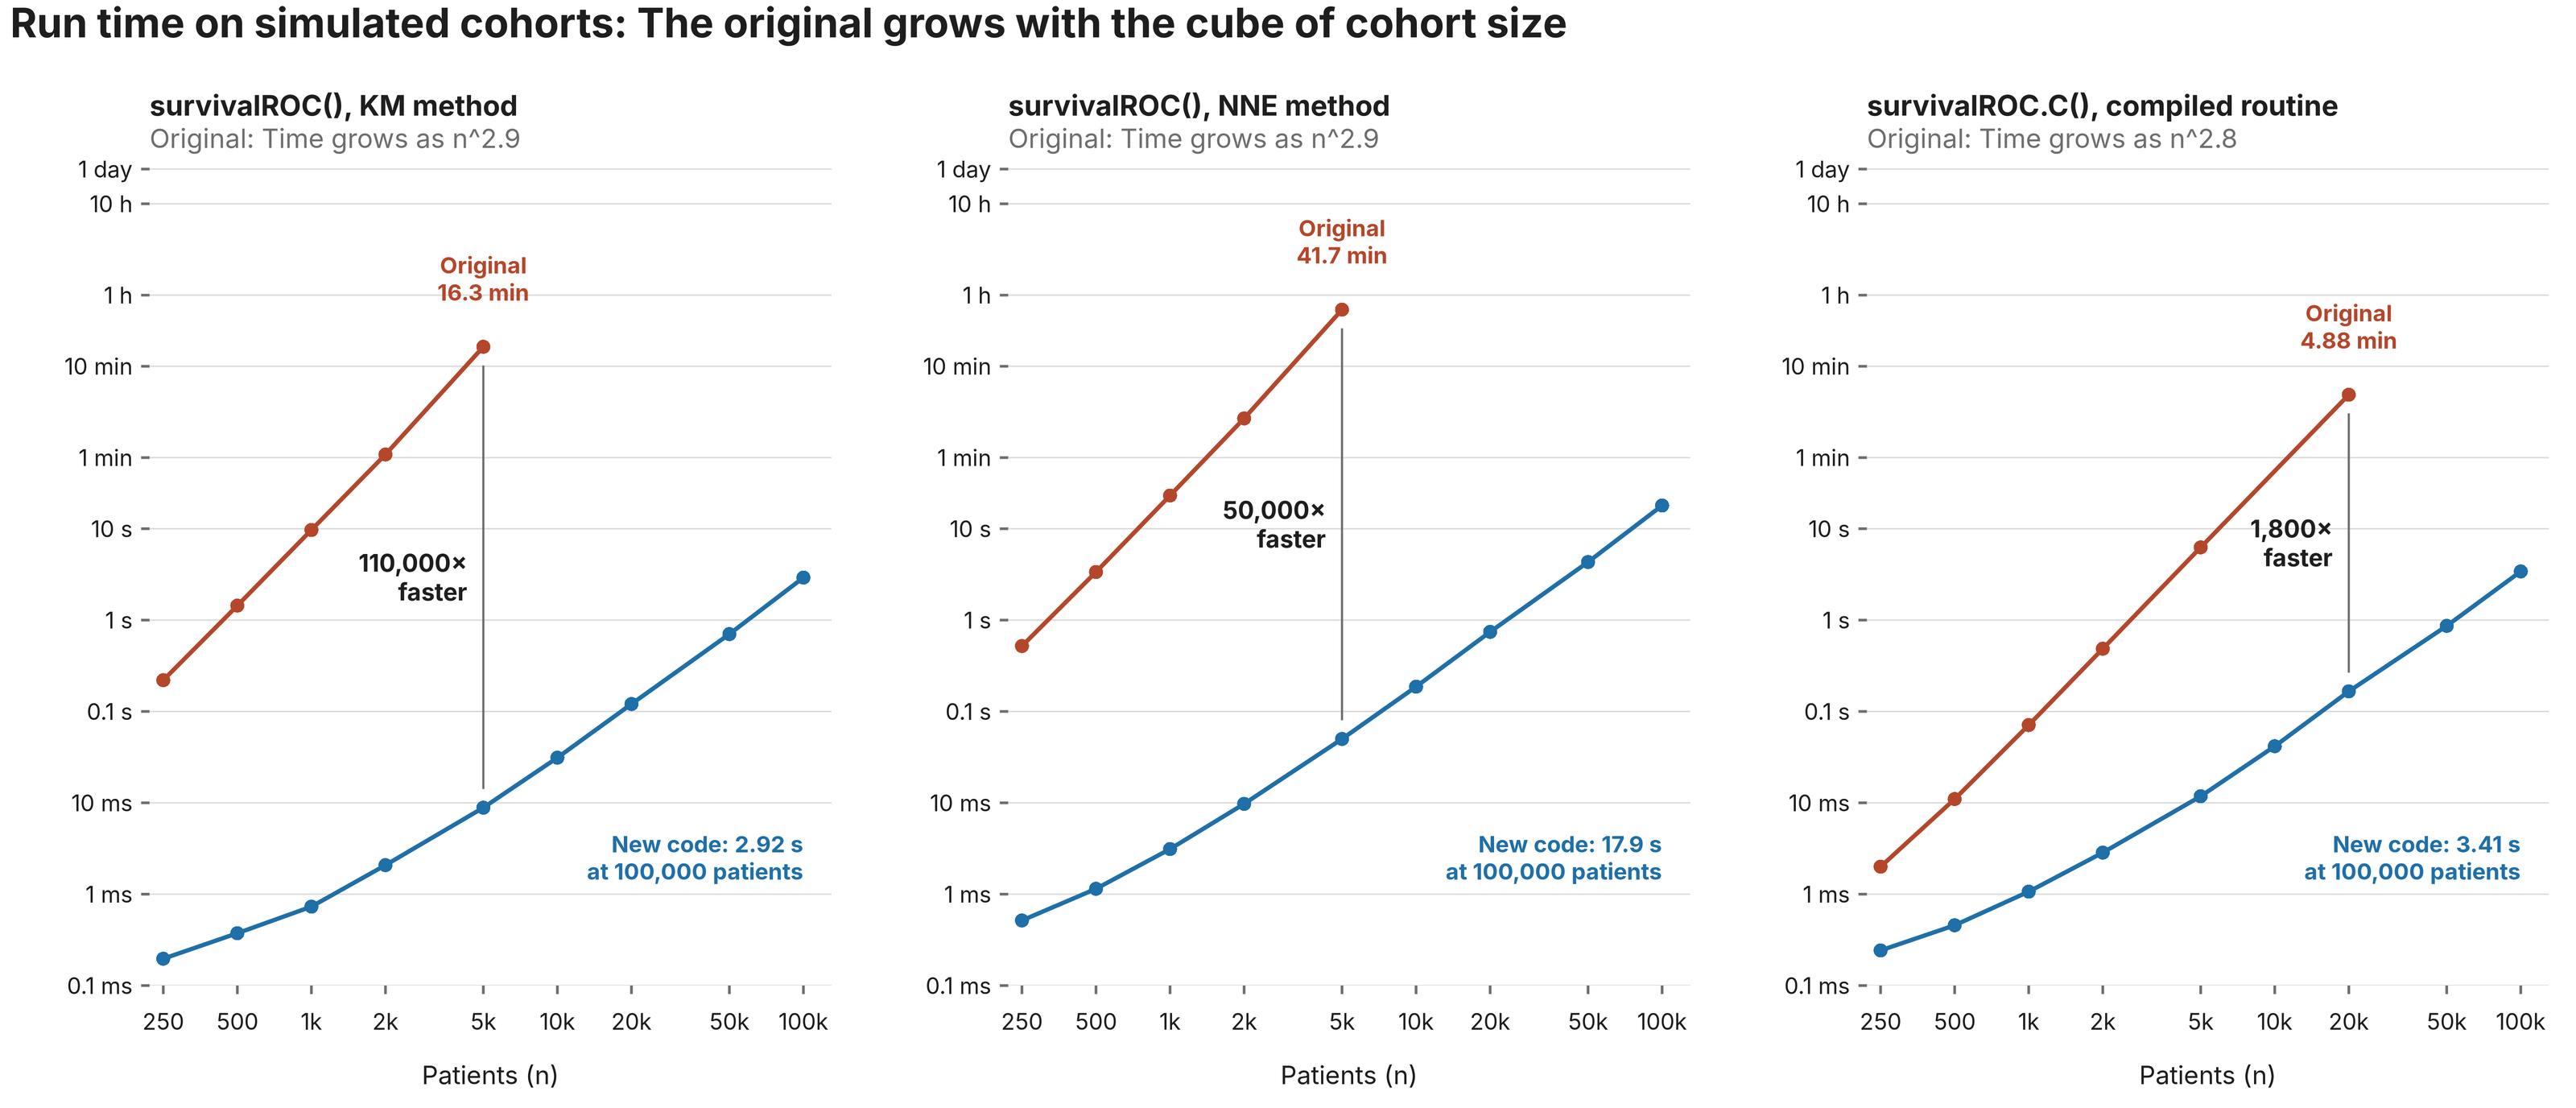 Run time on simulated cohorts: The original grows with the cube of cohort size
survivalROC(), KM method
Original: Time grows as n^2.9
1 day
10 h
1 h
10 min
1 min
10 s
1 s
0.1 s
10 ms
1 ms
0.1 ms
Original
16.3 min
110,000×
faster
New code: 2.92 s
at 100,000 patients
250 500 1k 2k 5k 10k 20k 50k 100k
Patients (n)
survivalROC(), NNE method
Original: Time grows as n^2.9
1 day
10 h
1 h
10 min
1 min
10 s
1 s
0.1 s
10 ms
1 ms
0.1 ms
Original
41.7 min
50,000×
faster
New code: 17.9 s
at 100,000 patients
250 500 1k 2k 5k 10k 20k 50k 100k
Patients (n)
survivalROC.C(), compiled routine
Original: Time grows as n^2.8
1 day
10 h
1 h
10 min
1 min
10 s
1 s
0.1 s
10 ms
1 ms
0.1 ms
Original
4.88 min
1,800×
faster
New code: 3.41 s
at 100,000 patients
250 500 1k 2k 5k 10k 20k 50k 100k
Patients (n)